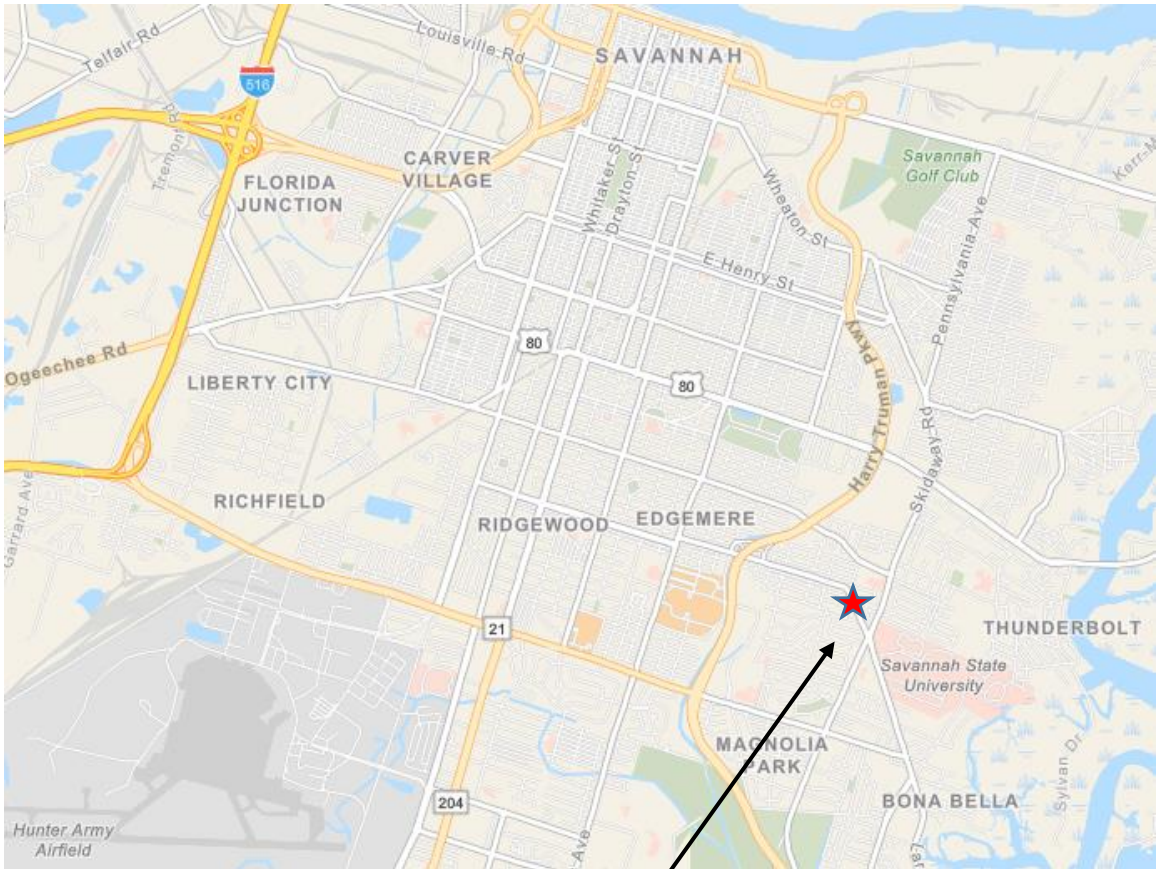 Louisville Rd
Telfair Rd
SAVANNAH
516
Tremont Rd
CARVER
VILLAGE
FLORIDA
JUNCTION
Whitaker St
Drayton St
Wheaton St
Savannah
Golf Club
Kerr-M
Pennsylvania Ave
E Henry St
80
80
Ogeechee Rd
LIBERTY CITY
Harry Truman Pkwy
Skidaway Rd
Garrard Ave
RICHFIELD
RIDGEWOOD
EDGEMERE
21
THUNDERBOLT
Savannah State
University
MAGNOLIA
PARK
Sylvan Dr
204
BONA BELLA
Hunter Army
Airfield
Ave
Lar